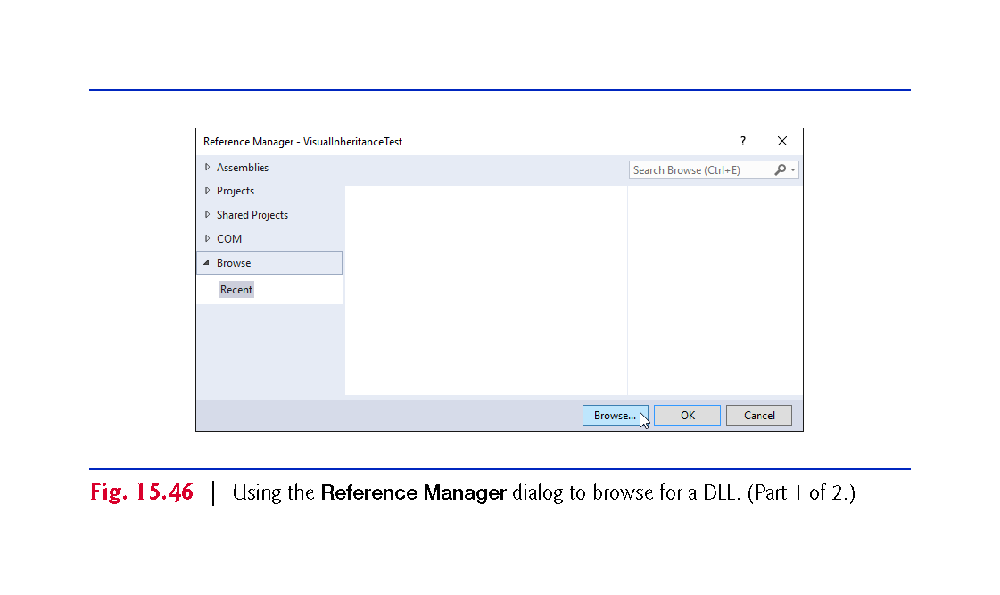 Reference Manager - VisualInheritanceTest
?
Assemblies
Search Browse (Ctrl+E)
Projects
Shared Projects
COM
Browse
Recent
Browse... OK Cancel
Fig. 15.46 | Using the Reference Manager dialog to browse for a DLL. (Part 1 of 2.)